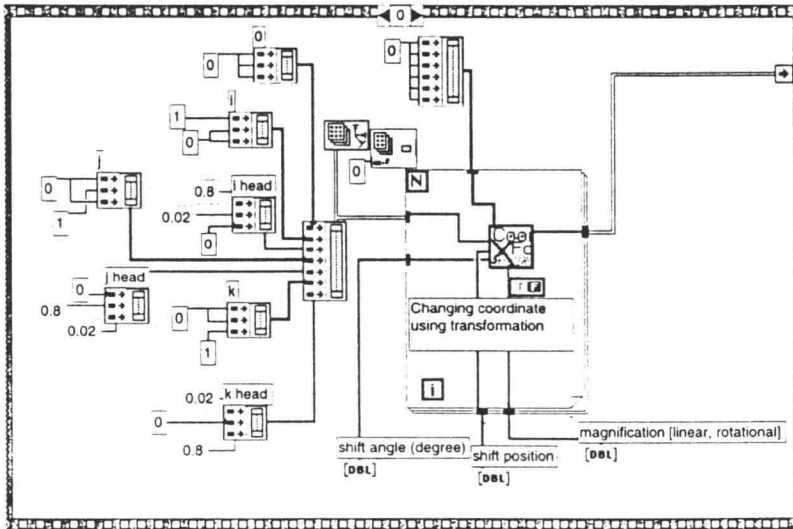 0
0
0
0
i
1
0
0
j
0
1
i head
0.8
0.02
0
j head
0
0.8
0.02
k
0
1
N
T F
Changing coordinate
using transformation
i
k head
0.02
0
0.8
shift angle (degree)
[DBL]
shift position
[DBL]
magnification [linear, rotational]
[DBL]